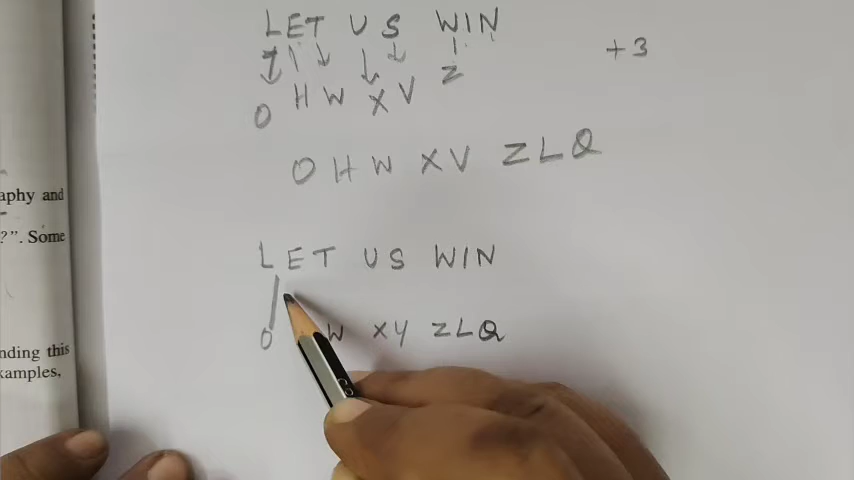 LET US WIN
+3
O H W X V Z
O H W X V Z L Q
aphy and
?". Some
LET US WIN
O W X Y Z L Q
nding this
xamples,